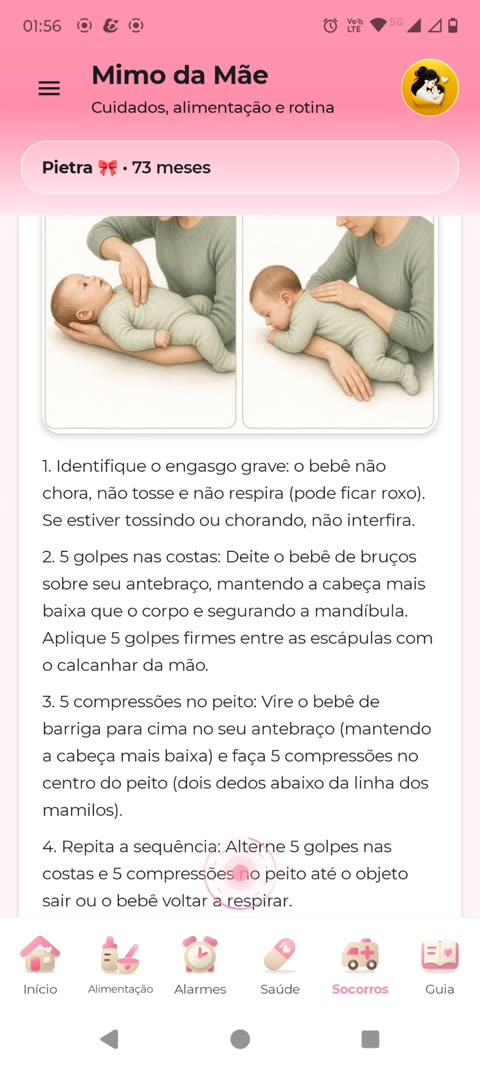 01:56
Vo))
LTE
5G
Mimo da Mãe
Cuidados, alimentação e rotina
Pietra 🎀 • 73 meses
1. Identifique o engasgo grave: o bebê não
chora, não tosse e não respira (pode ficar roxo).
Se estiver tossindo ou chorando, não interfira.
2. 5 golpes nas costas: Deite o bebê de bruços
sobre seu antebraço, mantendo a cabeça mais
baixa que o corpo e segurando a mandíbula.
Aplique 5 golpes firmes entre as escápulas com
o calcanhar da mão.
3. 5 compressões no peito: Vire o bebê de
barriga para cima no seu antebraço (mantendo
a cabeça mais baixa) e faça 5 compressões no
centro do peito (dois dedos abaixo da linha dos
mamilos).
4. Repita a sequência: Alterne 5 golpes nas
costas e 5 compressões no peito até o objeto
sair ou o bebê voltar a respirar.
Início
Alimentação
Alarmes
Saúde
Socorros
Guia